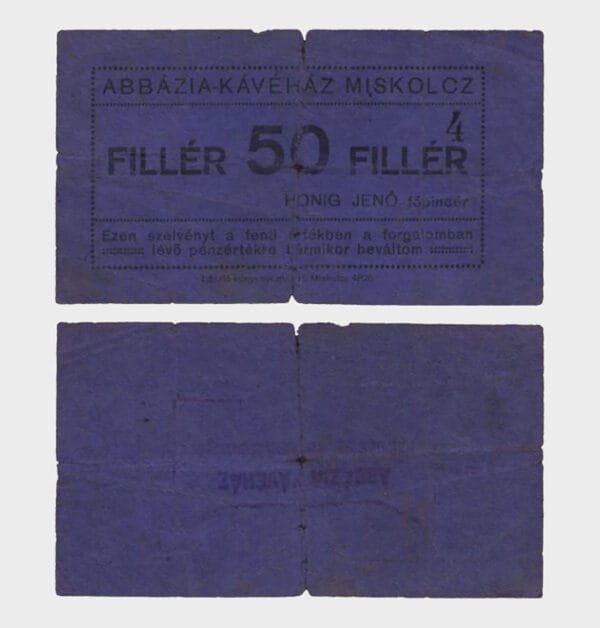 ABBÁZIA-KÁVÉHÁZ MISKOLCZ
4
FILLÉR 50 FILLÉR
HONIG JENŐ főpincér
Ezen szelvényt a fenti értékben a forgalomban
lévő pénzértékre bármikor beváltom
Miskolc
ABBÁZIA KÁVÉHÁZ